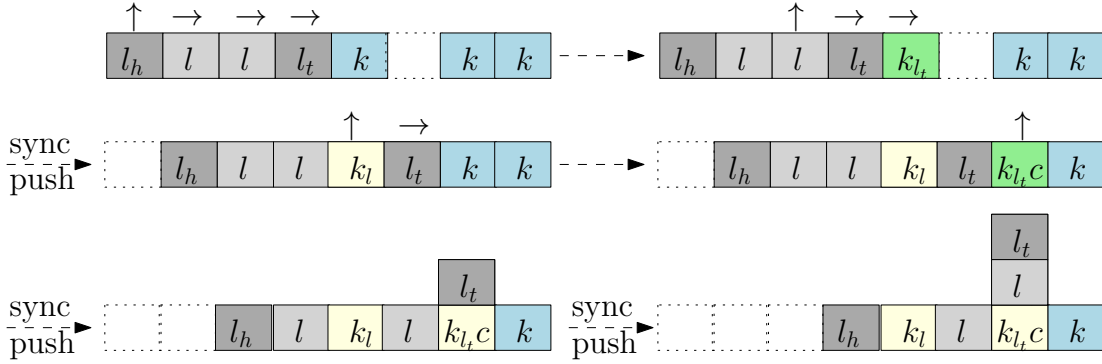 ↑ → → → ↑ → →
l_h l l l_t k k k l_h l l l_t k_{l_t} k k
↑ → ↑
sync
push
l_h l l k_l l_t k k l_h l l k_l l_t k_{l_t}c k
l_t
l_t l
sync
push
l_h l k_l l k_{l_t}c k
sync
push
l_h k_l l k_{l_t}c k